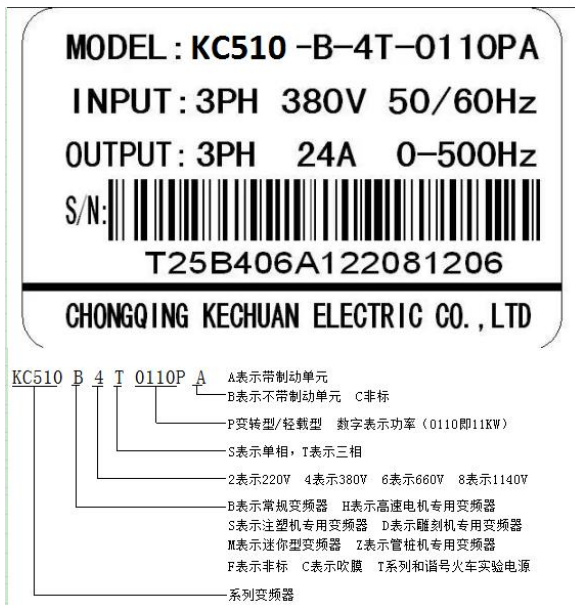 MODEL:KC510-B-4T-0110PA
INPUT:3PH 380V 50/60Hz
OUTPUT:3PH 24A 0-500Hz
S/N:
T25B406A122081206
CHONGQING KECHUAN ELECTRIC CO.,LTD
KC510 B 4 T 0110P A
A表示带制动单元
B表示不带制动单元 C非标
P变转型/轻载型 数字表示功率（0110即11KW）
S表示单相，T表示三相
2表示220V 4表示380V 6表示660V 8表示1140V
B表示常规变频器 H表示高速电机专用变频器
S表示注塑机专用变频器 D表示雕刻机专用变频器
M表示迷你型变频器 Z表示管桩机专用变频器
F表示非标 C表示吹膜 T系列和谐号火车实验电源
系列变频器